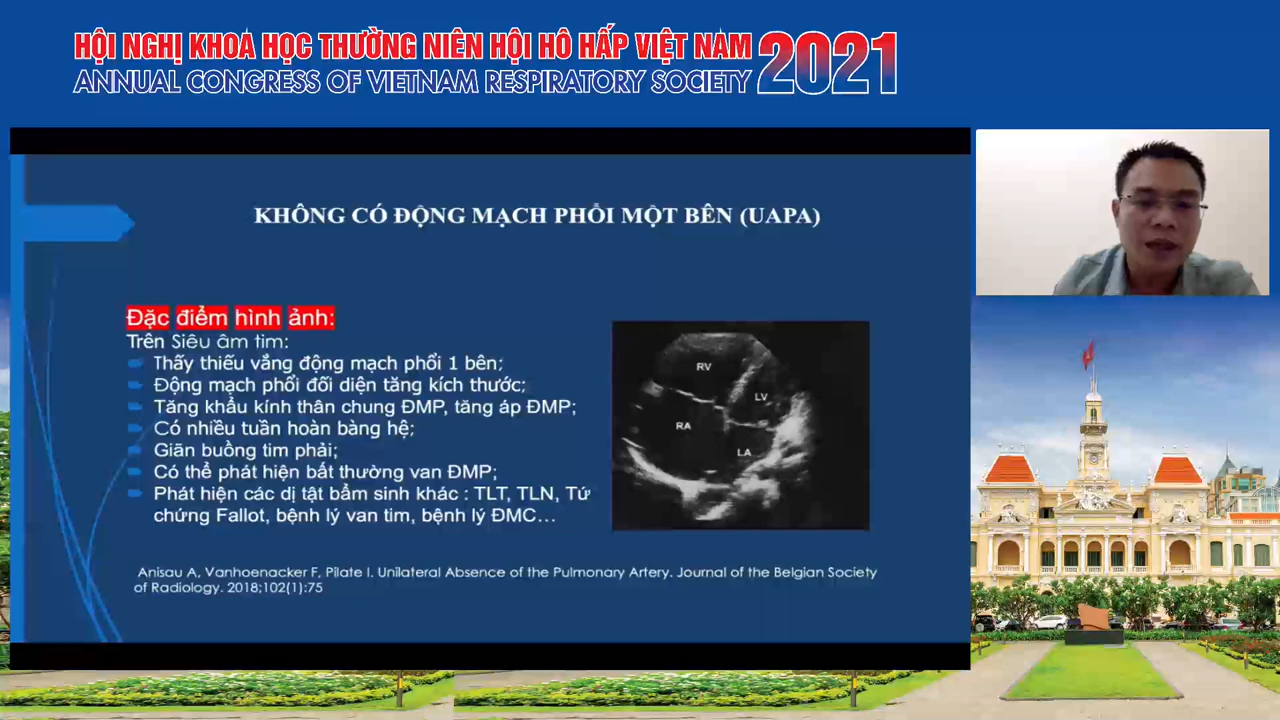 HỘI NGHỊ KHOA HỌC THƯỜNG NIÊN HỘI HÔ HẤP VIỆT NAM 2021
ANNUAL CONGRESS OF VIETNAM RESPIRATORY SOCIETY
KHÔNG CÓ ĐỘNG MẠCH PHỔI MỘT BÊN (UAPA)
Đặc điểm hình ảnh:
Trên Siêu âm tim:
Thấy thiếu vắng động mạch phổi 1 bên;
Động mạch phổi đối diện tăng kích thước;
Tăng khẩu kính thân chung ĐMP, tăng áp ĐMP;
Có nhiều tuần hoàn bàng hệ;
Giãn buồng tim phải;
Có thể phát hiện bất thường van ĐMP;
Phát hiện các dị tật bẩm sinh khác : TLT, TLN, Tứ
chứng Fallot, bệnh lý van tim, bệnh lý ĐMC...
RV
LV
RA
LA
Anisau A, Vanhoenacker F, Pilate I. Unilateral Absence of the Pulmonary Artery. Journal of the Belgian Society
of Radiology. 2018;102(1):75